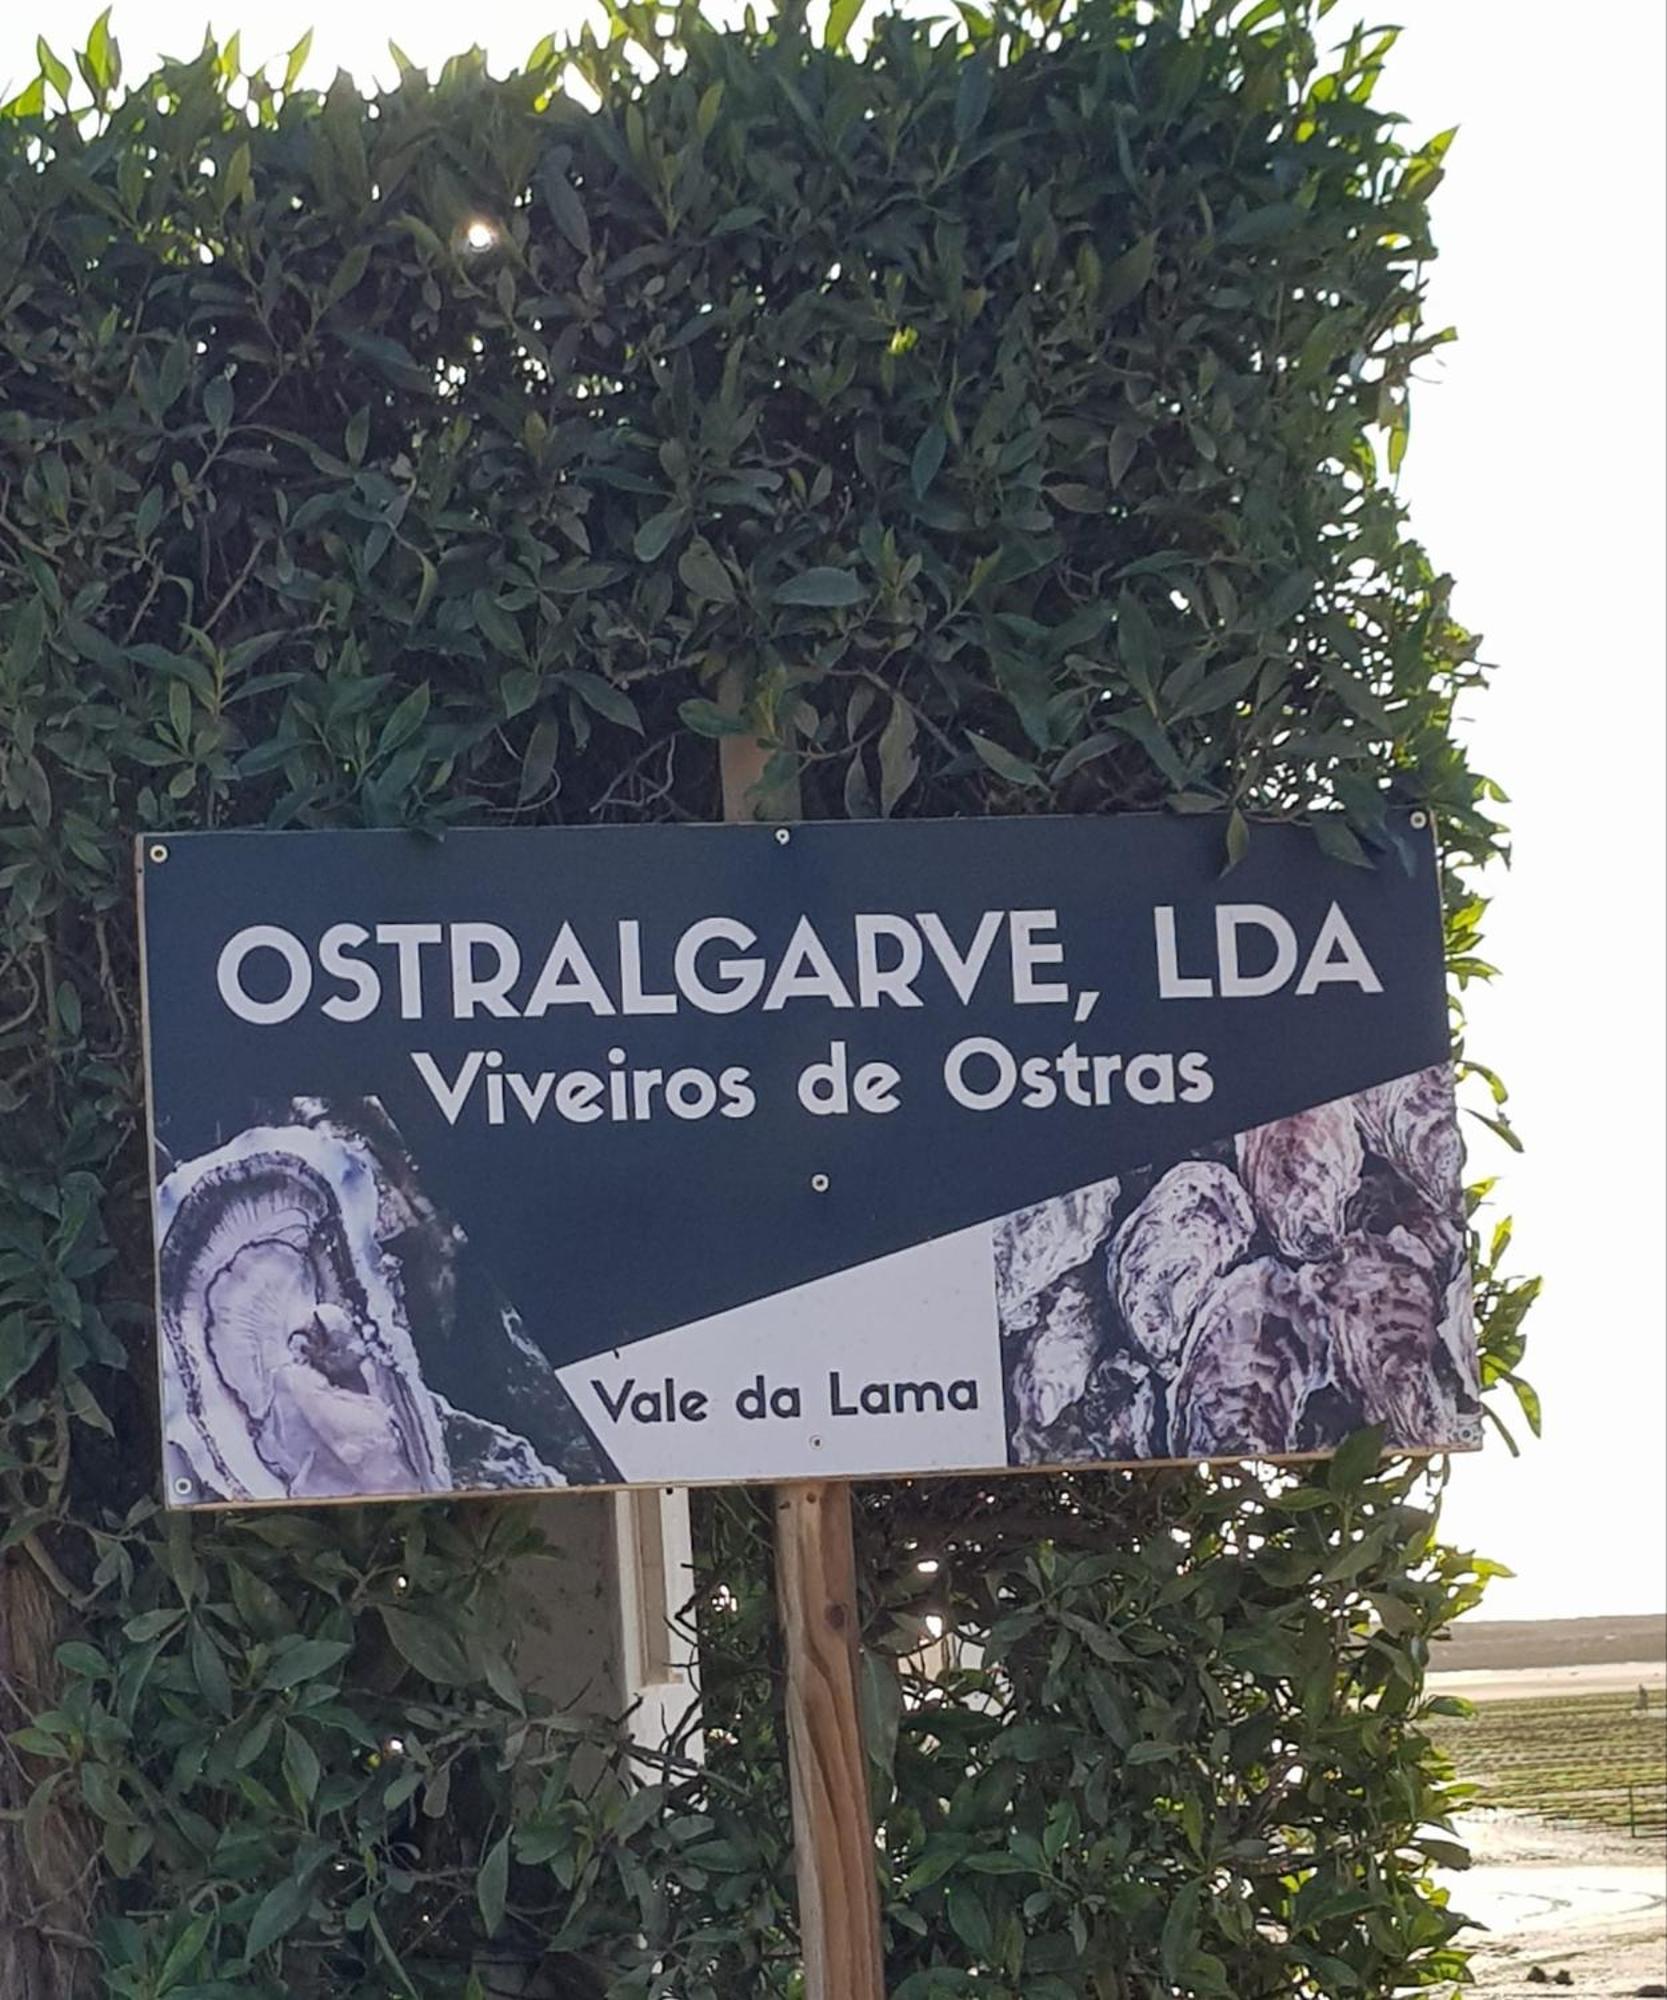 OSTRALGARVE, LDA
Viveiros de Ostras
Vale da Lama